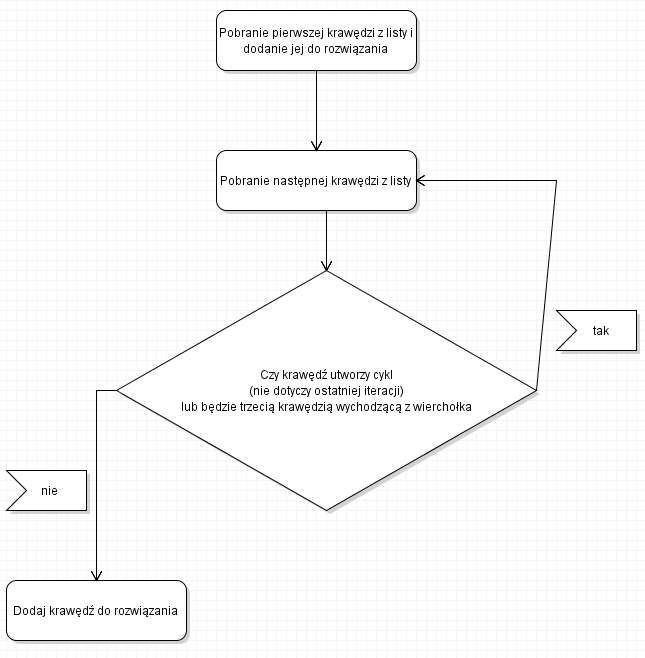 Pobranie pierwszej krawędzi z listy i
dodanie jej do rozwiązania
Pobranie następnej krawędzi z listy
tak
Czy krawędź utworzy cykl
(nie dotyczy ostatniej iteracji)
lub będzie trzecią krawędzią wychodzącą z wierchołka
nie
Dodaj krawędź do rozwiązania